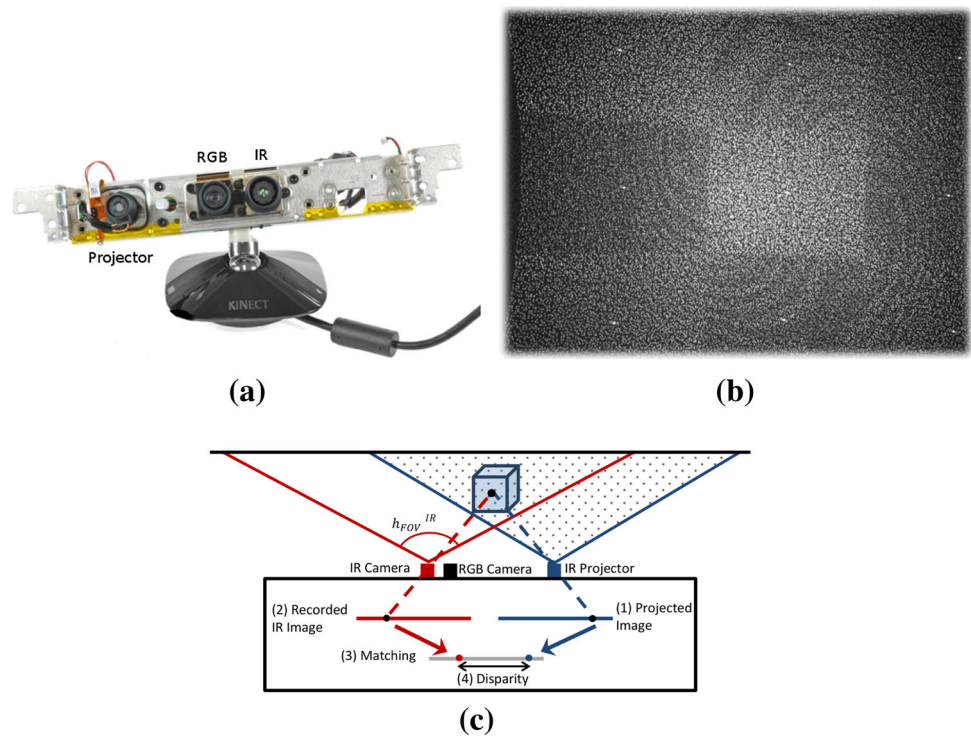 RGB IR
Projector
KINECT
(a)
(b)
h_FOV^IR
IR Camera
RGB Camera
IR Projector
(2) Recorded
IR Image
(1) Projected
Image
(3) Matching
(4) Disparity
(c)